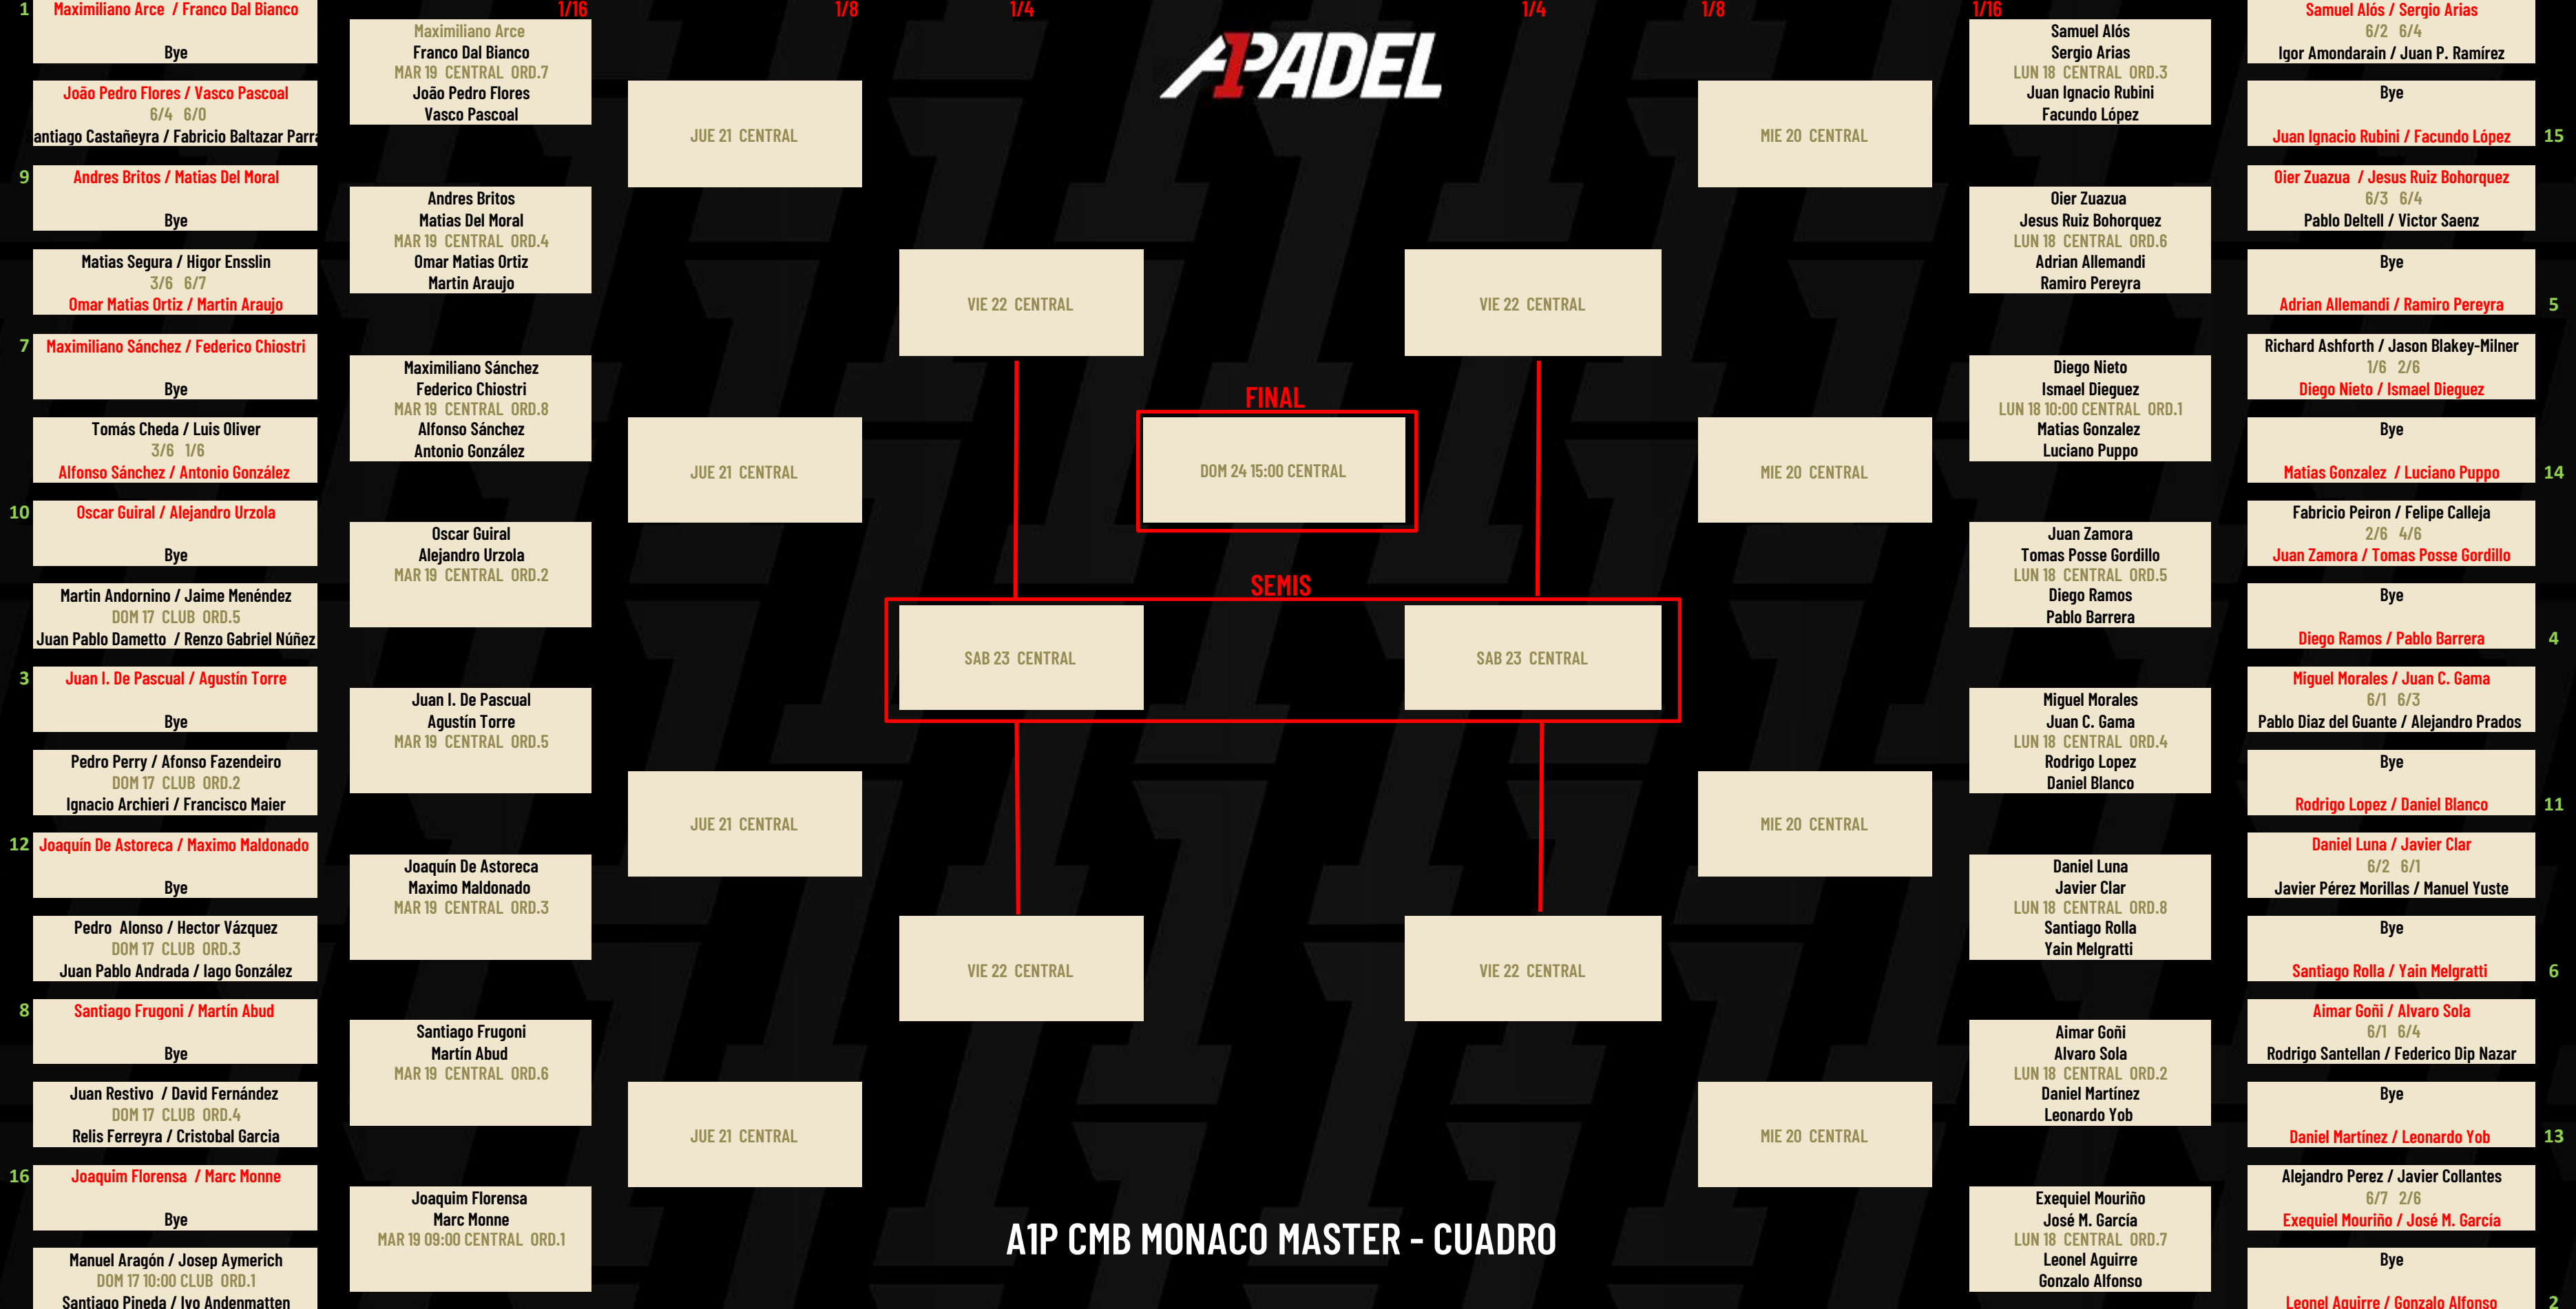 1
Maximiliano Arce / Franco Dal Bianco
Bye
João Pedro Flores / Vasco Pascoal
6/4 6/0
antiago Castañeyra / Fabricio Baltazar Parra
9
Andres Britos / Matias Del Moral
Bye
Matias Segura / Higor Ensslin
3/6 6/7
Omar Matias Ortiz / Martin Araujo
7
Maximiliano Sánchez / Federico Chiostri
Bye
Tomás Cheda / Luis Oliver
3/6 1/6
Alfonso Sánchez / Antonio González
10
Oscar Guiral / Alejandro Urzola
Bye
Martin Andornino / Jaime Menéndez
DOM 17 CLUB ORD.5
Juan Pablo Dametto / Renzo Gabriel Núñez
3
Juan I. De Pascual / Agustín Torre
Bye
Pedro Perry / Afonso Fazendeiro
DOM 17 CLUB ORD.2
Ignacio Archieri / Francisco Maier
12
Joaquín De Astoreca / Maximo Maldonado
Bye
Pedro Alonso / Hector Vázquez
DOM 17 CLUB ORD.3
Juan Pablo Andrada / Iago González
8
Santiago Frugoni / Martín Abud
Bye
Juan Restivo / David Fernández
DOM 17 CLUB ORD.4
Relis Ferreyra / Cristobal Garcia
16
Joaquim Florensa / Marc Monne
Bye
Manuel Aragón / Josep Aymerich
DOM 17 10:00 CLUB ORD.1
Santiago Pineda / Ivo Andenmatten
1/16
Maximiliano Arce
Franco Dal Bianco
MAR 19 CENTRAL ORD.7
João Pedro Flores
Vasco Pascoal
Andres Britos
Matias Del Moral
MAR 19 CENTRAL ORD.4
Omar Matias Ortiz
Martin Araujo
Maximiliano Sánchez
Federico Chiostri
MAR 19 CENTRAL ORD.8
Alfonso Sánchez
Antonio González
Oscar Guiral
Alejandro Urzola
MAR 19 CENTRAL ORD.2
Juan I. De Pascual
Agustín Torre
MAR 19 CENTRAL ORD.5
Joaquín De Astoreca
Maximo Maldonado
MAR 19 CENTRAL ORD.3
Santiago Frugoni
Martín Abud
MAR 19 CENTRAL ORD.6
Joaquim Florensa
Marc Monne
MAR 19 09:00 CENTRAL ORD.1
1/8
JUE 21 CENTRAL
JUE 21 CENTRAL
JUE 21 CENTRAL
JUE 21 CENTRAL
1/4
VIE 22 CENTRAL
VIE 22 CENTRAL
A1PADEL
FINAL
DOM 24 15:00 CENTRAL
SEMIS
SAB 23 CENTRAL
SAB 23 CENTRAL
A1P CMB MONACO MASTER - CUADRO
1/4
VIE 22 CENTRAL
VIE 22 CENTRAL
1/8
MIE 20 CENTRAL
MIE 20 CENTRAL
MIE 20 CENTRAL
MIE 20 CENTRAL
1/16
Samuel Alós
Sergio Arias
LUN 18 CENTRAL ORD.3
Juan Ignacio Rubini
Facundo López
Oier Zuazua
Jesus Ruiz Bohorquez
LUN 18 CENTRAL ORD.6
Adrian Allemandi
Ramiro Pereyra
Diego Nieto
Ismael Dieguez
LUN 18 10:00 CENTRAL ORD.1
Matias Gonzalez
Luciano Puppo
Juan Zamora
Tomas Posse Gordillo
LUN 18 CENTRAL ORD.5
Diego Ramos
Pablo Barrera
Miguel Morales
Juan C. Gama
LUN 18 CENTRAL ORD.4
Rodrigo Lopez
Daniel Blanco
Daniel Luna
Javier Clar
LUN 18 CENTRAL ORD.8
Santiago Rolla
Yain Melgratti
Aimar Goñi
Alvaro Sola
LUN 18 CENTRAL ORD.2
Daniel Martínez
Leonardo Yob
Exequiel Mouriño
José M. García
LUN 18 CENTRAL ORD.7
Leonel Aguirre
Gonzalo Alfonso
Samuel Alós / Sergio Arias
6/2 6/4
Igor Amondarain / Juan P. Ramírez
Bye
Juan Ignacio Rubini / Facundo López
15
Oier Zuazua / Jesus Ruiz Bohorquez
6/3 6/4
Pablo Deltell / Victor Saenz
Bye
Adrian Allemandi / Ramiro Pereyra
5
Richard Ashforth / Jason Blakey-Milner
1/6 2/6
Diego Nieto / Ismael Dieguez
Bye
Matias Gonzalez / Luciano Puppo
14
Fabricio Peiron / Felipe Calleja
2/6 4/6
Juan Zamora / Tomas Posse Gordillo
Bye
Diego Ramos / Pablo Barrera
4
Miguel Morales / Juan C. Gama
6/1 6/3
Pablo Diaz del Guante / Alejandro Prados
Bye
Rodrigo Lopez / Daniel Blanco
11
Daniel Luna / Javier Clar
6/2 6/1
Javier Pérez Morillas / Manuel Yuste
Bye
Santiago Rolla / Yain Melgratti
6
Aimar Goñi / Alvaro Sola
6/1 6/4
Rodrigo Santellan / Federico Dip Nazar
Bye
Daniel Martínez / Leonardo Yob
13
Alejandro Perez / Javier Collantes
6/7 2/6
Exequiel Mouriño / José M. García
Bye
Leonel Aguirre / Gonzalo Alfonso
2